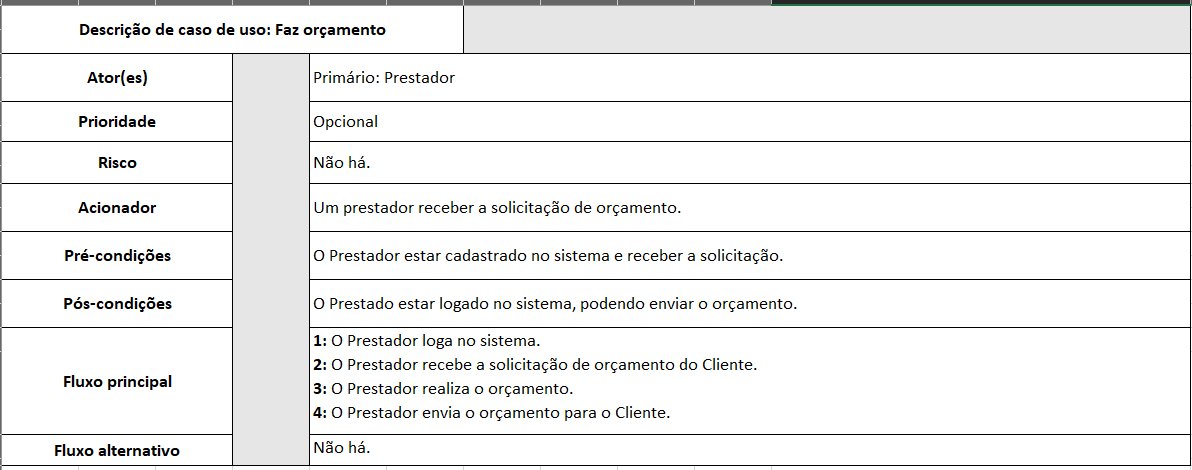 Descrição de caso de uso: Faz orçamento
Ator(es)
Primário: Prestador
Prioridade
Opcional
Risco
Não há.
Acionador
Um prestador receber a solicitação de orçamento.
Pré-condições
O Prestador estar cadastrado no sistema e receber a solicitação.
Pós-condições
O Prestado estar logado no sistema, podendo enviar o orçamento.
Fluxo principal
1: O Prestador loga no sistema.
2: O Prestador recebe a solicitação de orçamento do Cliente.
3: O Prestador realiza o orçamento.
4: O Prestador envia o orçamento para o Cliente.
Fluxo alternativo
Não há.